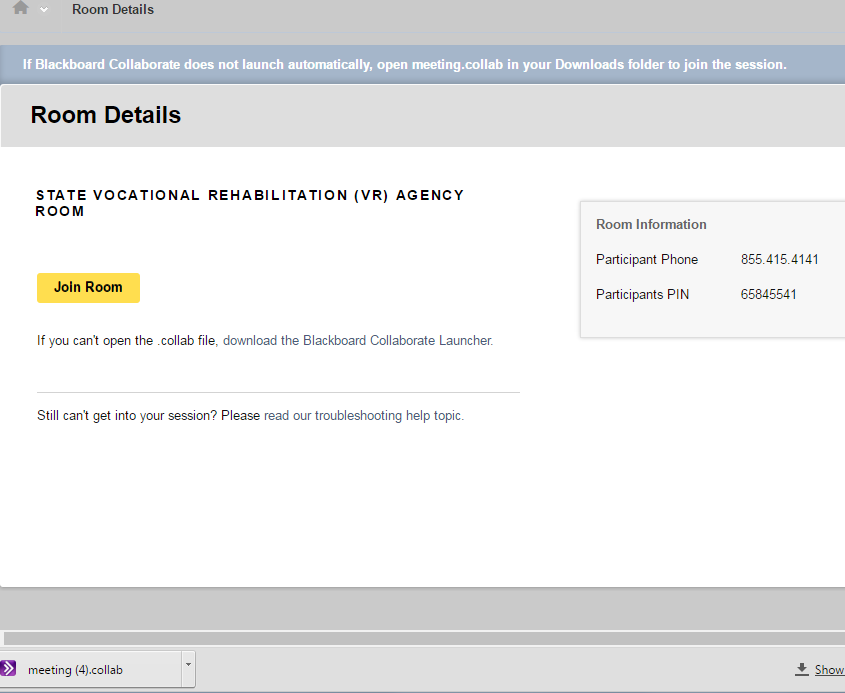 Room Details
If Blackboard Collaborate does not launch automatically, open meeting.collab in your Downloads folder to join the session.
Room Details
STATE VOCATIONAL REHABILITATION (VR) AGENCY
ROOM
Room Information
Participant Phone 855.415.4141
Participants PIN 65845541
Join Room
If you can't open the .collab file, download the Blackboard Collaborate Launcher.
Still can't get into your session? Please read our troubleshooting help topic.
meeting (4).collab
Show